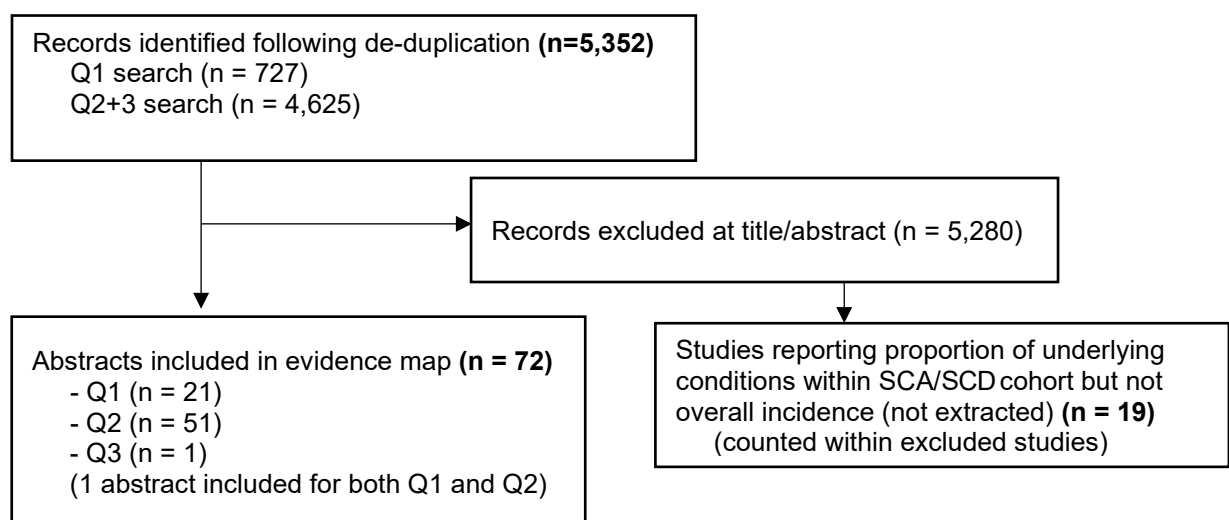 Records identified following de-duplication (n=5,352)
Q1 search (n = 727)
Q2+3 search (n = 4,625)
Records excluded at title/abstract (n = 5,280)
Abstracts included in evidence map (n = 72)
- Q1 (n = 21)
- Q2 (n = 51)
- Q3 (n = 1)
(1 abstract included for both Q1 and Q2)
Studies reporting proportion of underlying
conditions within SCA/SCD cohort but not
overall incidence (not extracted) (n = 19)
(counted within excluded studies)